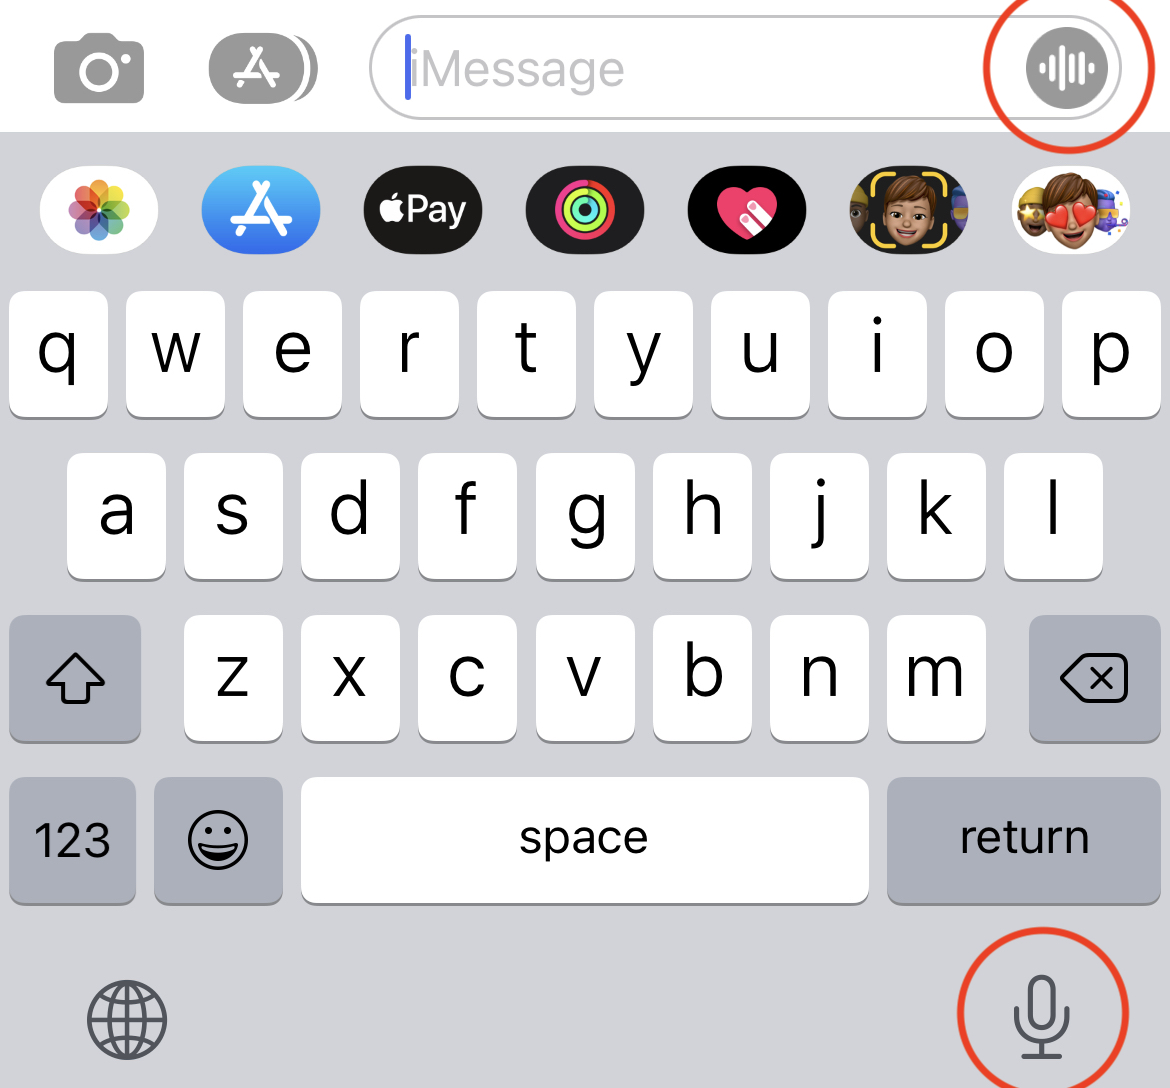 iMessage
Pay
q w e r t y u i o p
a s d f g h j k l
z x c v b n m
123 space return